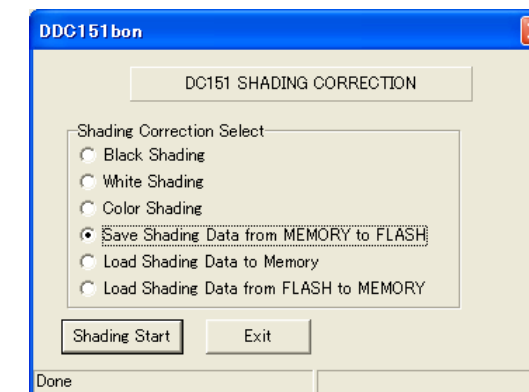 DDC151bon
DC151 SHADING CORRECTION
Shading Correction Select
Black Shading
White Shading
Color Shading
Save Shading Data from MEMORY to FLASH
Load Shading Data to Memory
Load Shading Data from FLASH to MEMORY
Shading Start Exit
Done